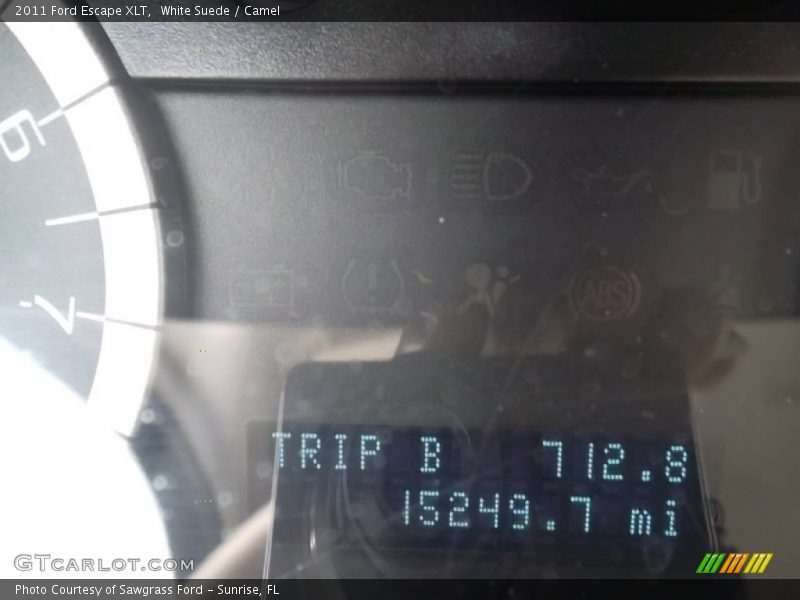 2011 Ford Escape XLT, White Suede / Camel
6
7
ABS
TRIP B 712.8
15249.7 mi
GTCARLOT.COM
Photo Courtesy of Sawgrass Ford - Sunrise, FL